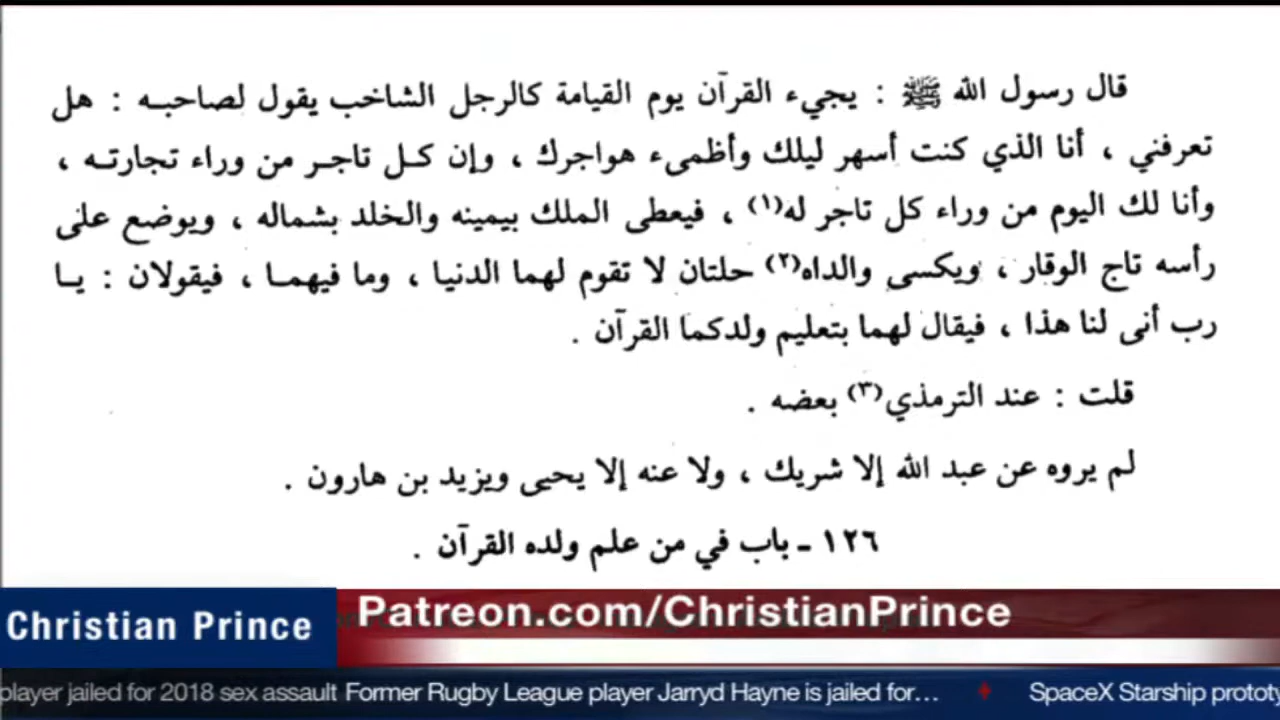 قال رسول الله ﷺ : يجيء القرآن يوم القيامة كالرجل الشاخب يقول لصاحبه : هل
تعرفني ، أنا الذي كنت أسهر ليلك وأظمىء هواجرك ، وإن كل تاجر من وراء تجارته ،
وأنا لك اليوم من وراء كل تاجر له(١) ، فيعطى الملك بيمينه والخلد بشماله ، ويوضع على
رأسه تاج الوقار ، ويكسى والداه(٢) حلتان لا تقوم لهما الدنيا ، وما فيهما ، فيقولان : يا
رب أنى لنا هذا ، فيقال لهما بتعليم ولدكما القرآن .
قلت : عند الترمذي(٣) بعضه .
لم يروه عن عبد الله إلا شريك ، ولا عنه إلا يحيى ويزيد بن هارون .
١٢٦ - باب في من علم ولده القرآن .
Christian Prince
Patreon.com/ChristianPrince
player jailed for 2018 sex assault Former Rugby League player Jarryd Hayne is jailed for… SpaceX Starship prototy